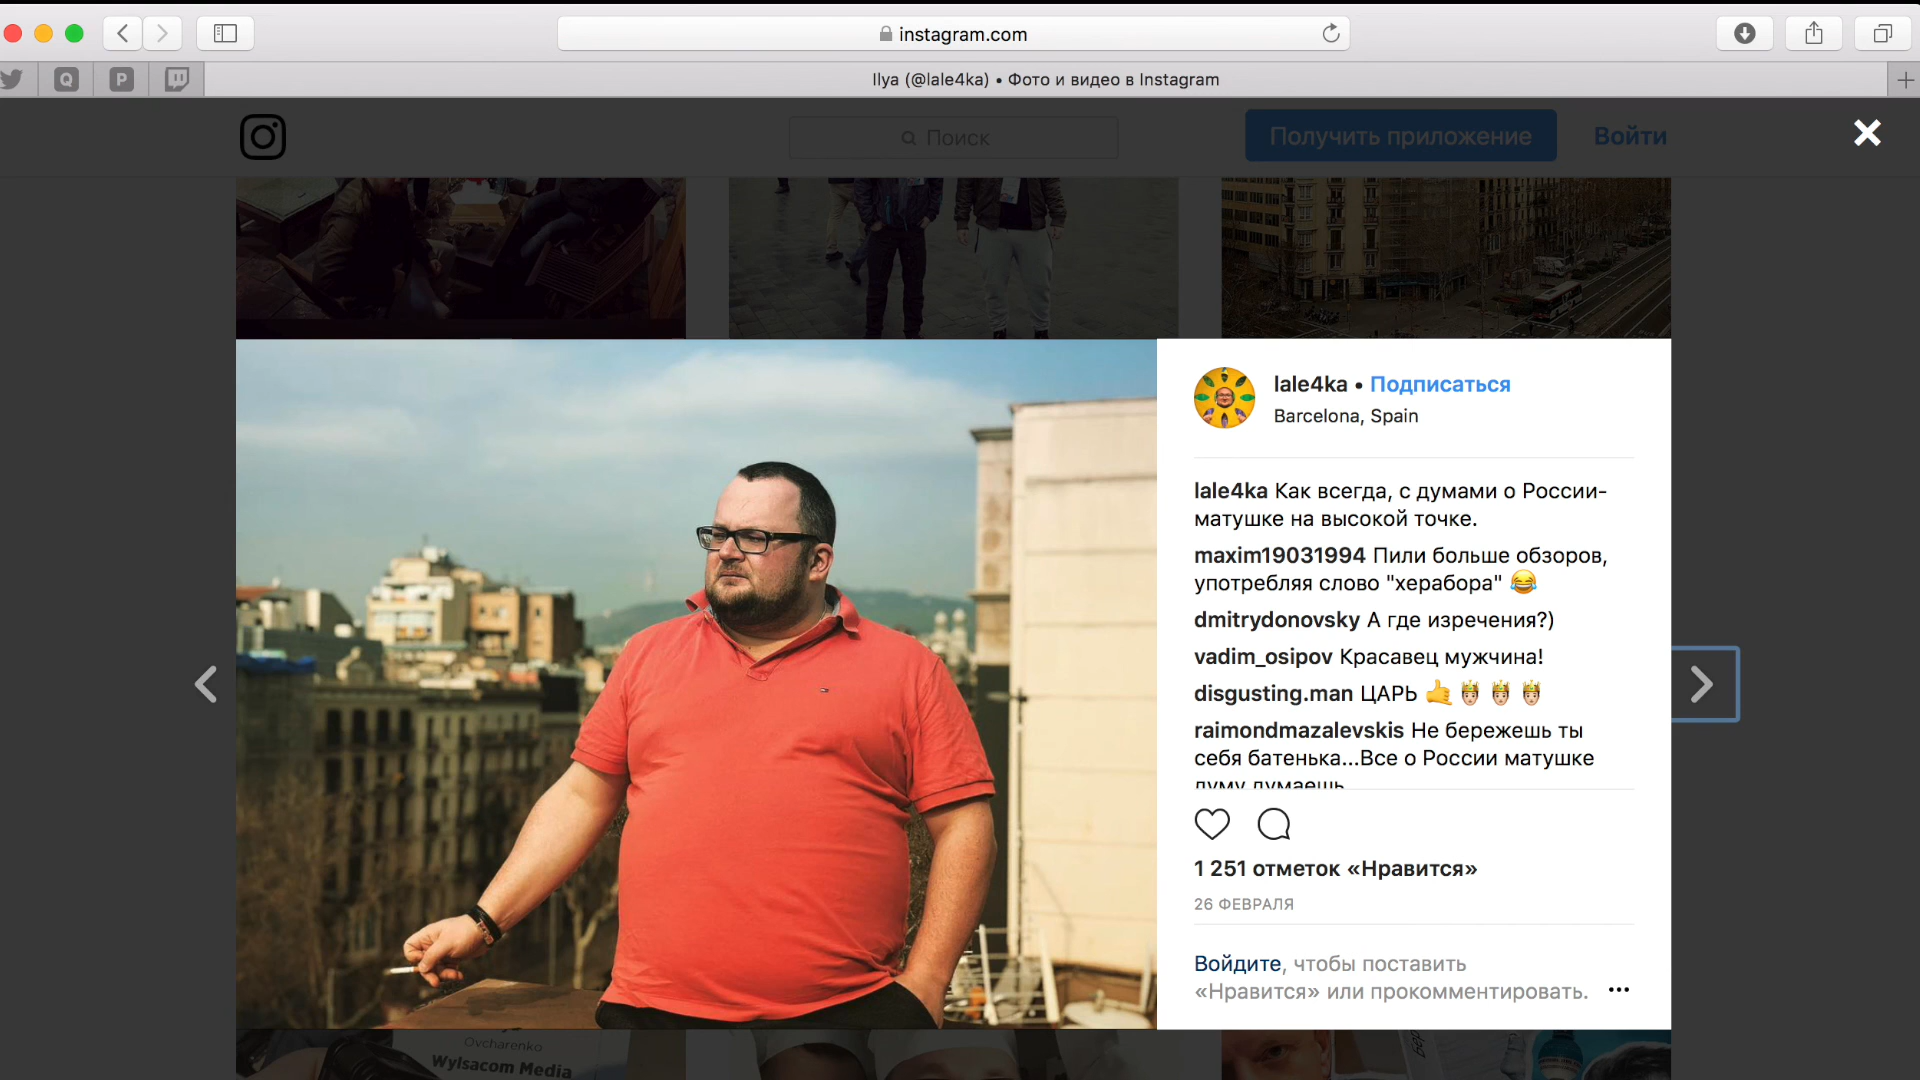 instagram.com
Ilya (@lale4ka) • Фото и видео в Instagram
Поиск
Получить приложение
Войти
lale4ka • Подписаться
Barcelona, Spain
lale4ka Как всегда, с думами о России-
матушке на высокой точке.
maxim19031994 Пили больше обзоров,
употребляя слово "херабора" 😂
dmitrydonovsky А где изречения?)
vadim_osipov Красавец мужчина!
disgusting.man ЦАРЬ 🤙🤴🤴🤴
raimondmazalevskis Не бережешь ты
себя батенька...Все о России матушке
думу думаешь
1 251 отметок «Нравится»
26 ФЕВРАЛЯ
Войдите, чтобы поставить
«Нравится» или прокомментировать.
Ovcharenko
Wylsacom Media